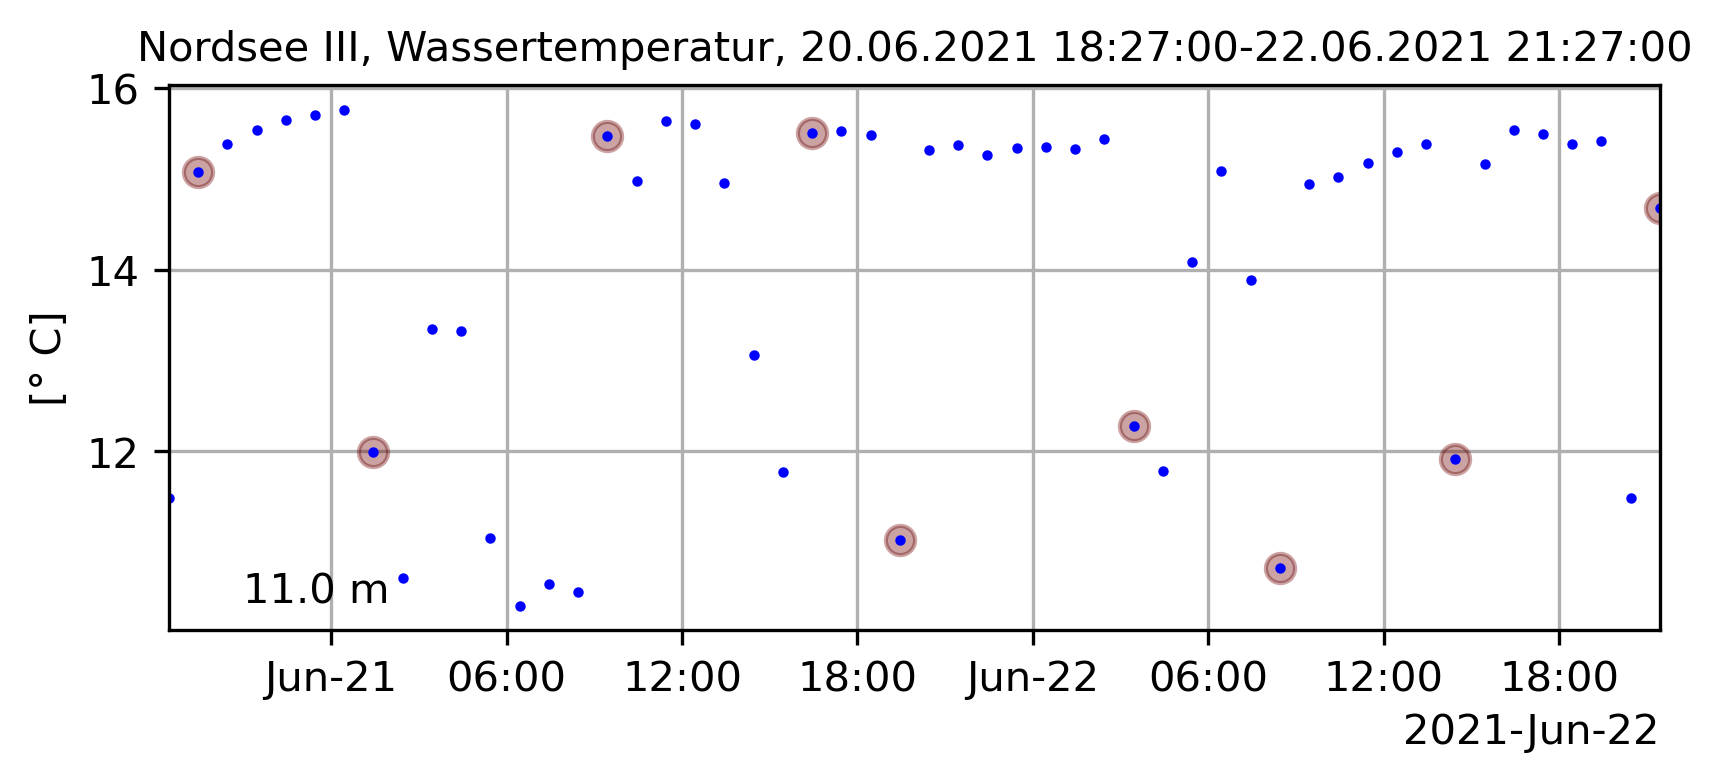 Nordsee III, Wassertemperatur, 20.06.2021 18:27:00-22.06.2021 21:27:00
16
14
12
[° C]
11.0 m
Jun-21 06:00 12:00 18:00 Jun-22 06:00 12:00 18:00
2021-Jun-22